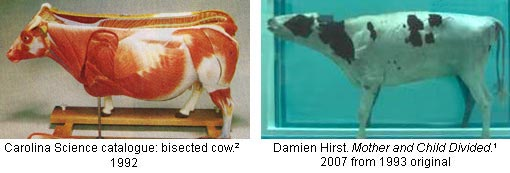 Carolina Science catalogue: bisected cow.²
1992
Damien Hirst. Mother and Child Divided.¹
2007 from 1993 original